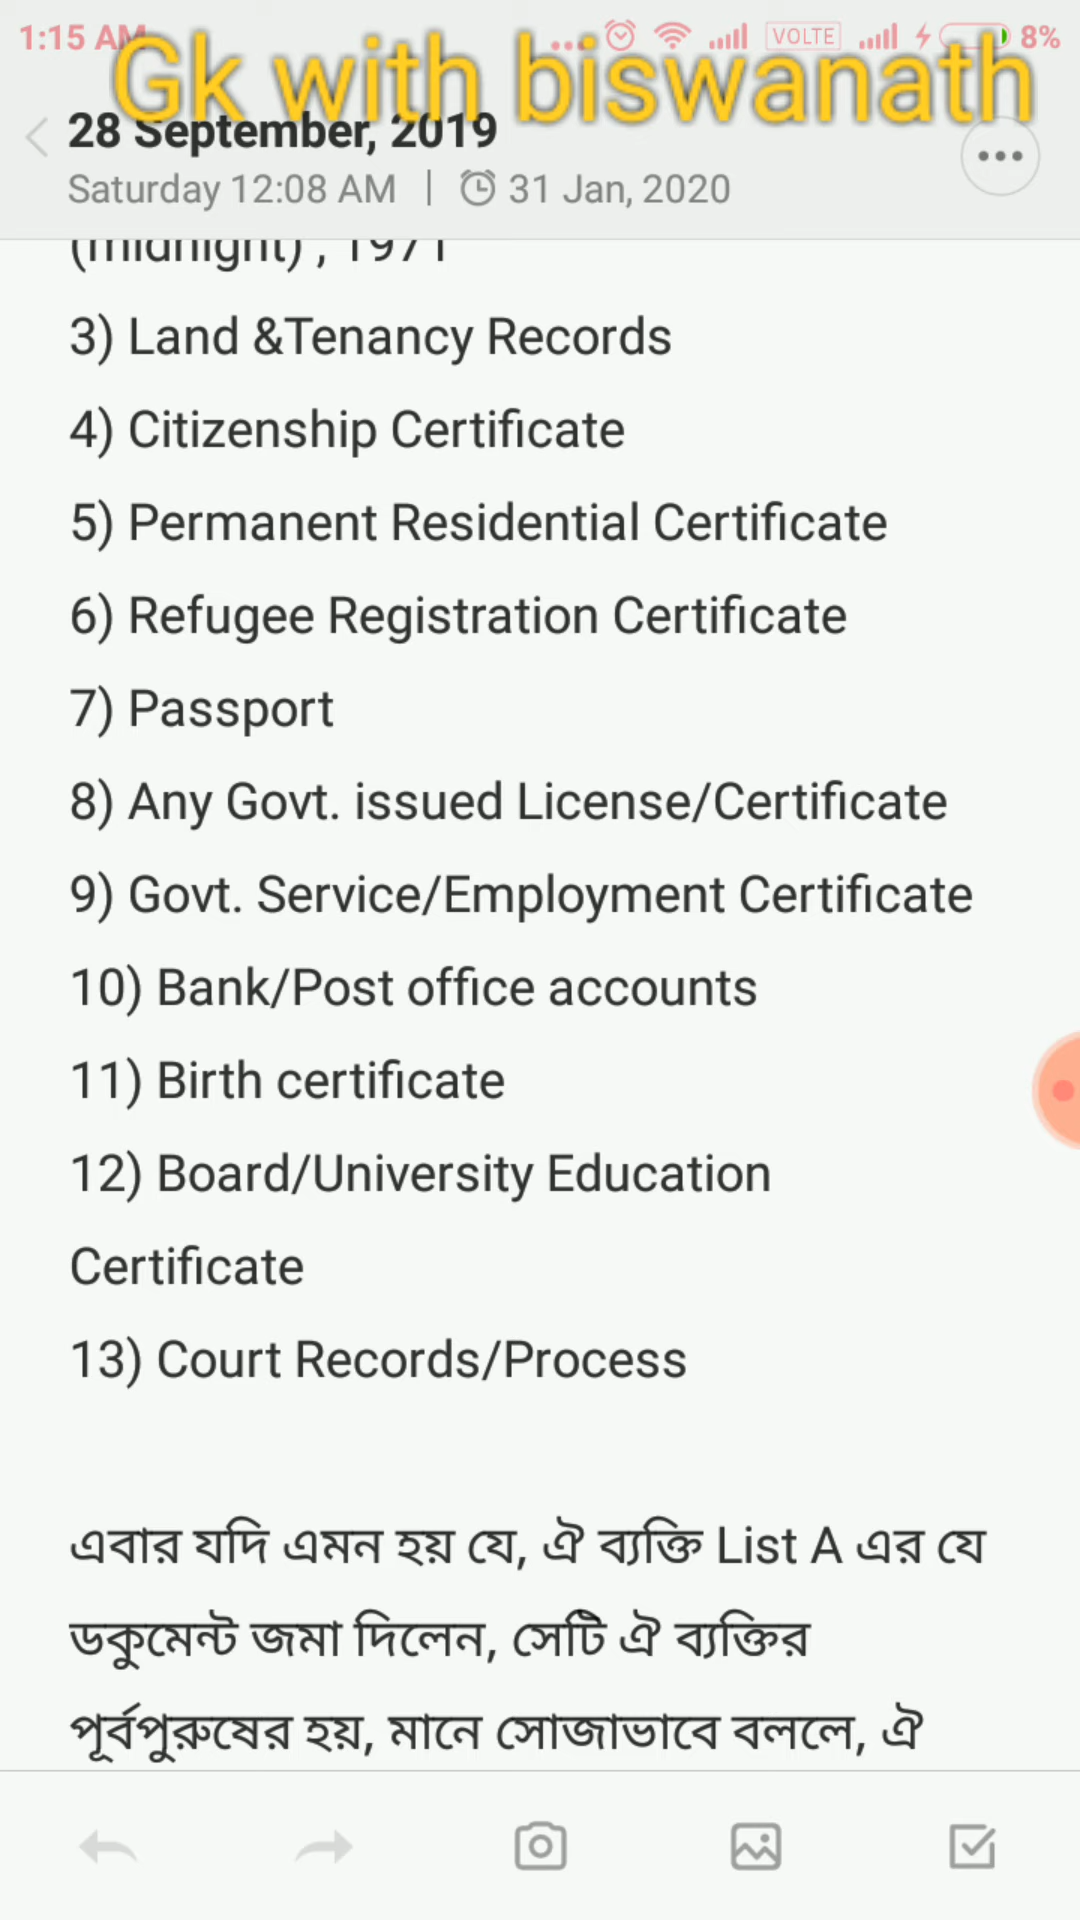 1:15 AM VOLTE 8%
Gk with biswanath
28 September, 2019
Saturday 12:08 AM | 31 Jan, 2020
(midnight) , 1971
3) Land &Tenancy Records
4) Citizenship Certificate
5) Permanent Residential Certificate
6) Refugee Registration Certificate
7) Passport
8) Any Govt. issued License/Certificate
9) Govt. Service/Employment Certificate
10) Bank/Post office accounts
11) Birth certificate
12) Board/University Education
Certificate
13) Court Records/Process
এবার যদি এমন হয় যে, ঐ ব্যক্তি List A এর যে
ডকুমেন্ট জমা দিলেন, সেটি ঐ ব্যক্তির
পূর্বপুরুষের হয়, মানে সোজাভাবে বললে, ঐ